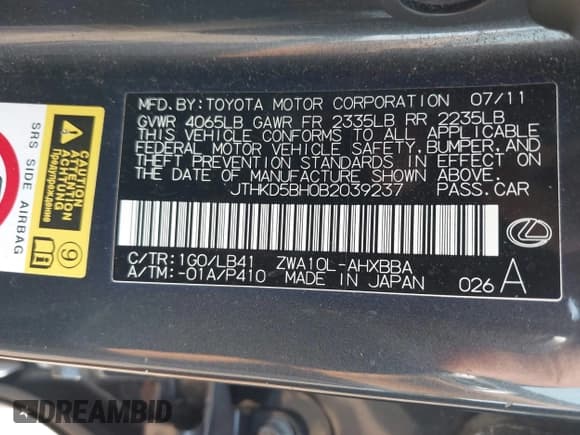 MFD.BY:TOYOTA MOTOR CORPORATION 07/11
GVWR 4065LB GAWR FR 2335LB RR 2235LB
THIS VEHICLE CONFORMS TO ALL APPLICABLE
FEDERAL MOTOR VEHICLE SAFETY,BUMPER,AND
THEFT PREVENTION STANDARDS IN EFFECT ON
THE DATE OF MANUFACTURE SHOWN ABOVE.
JTHKD5BH0B2039237 PASS.CAR
C/TR:1G0/LB41 ZWA10L-AHXBBA
A/TM:-01A/P410 MADE IN JAPAN 026 A
SRS SIDE AIRBAG
CAUTION
ATTENTION
ACHTUNG
Предупреждение
9
DREAMBID